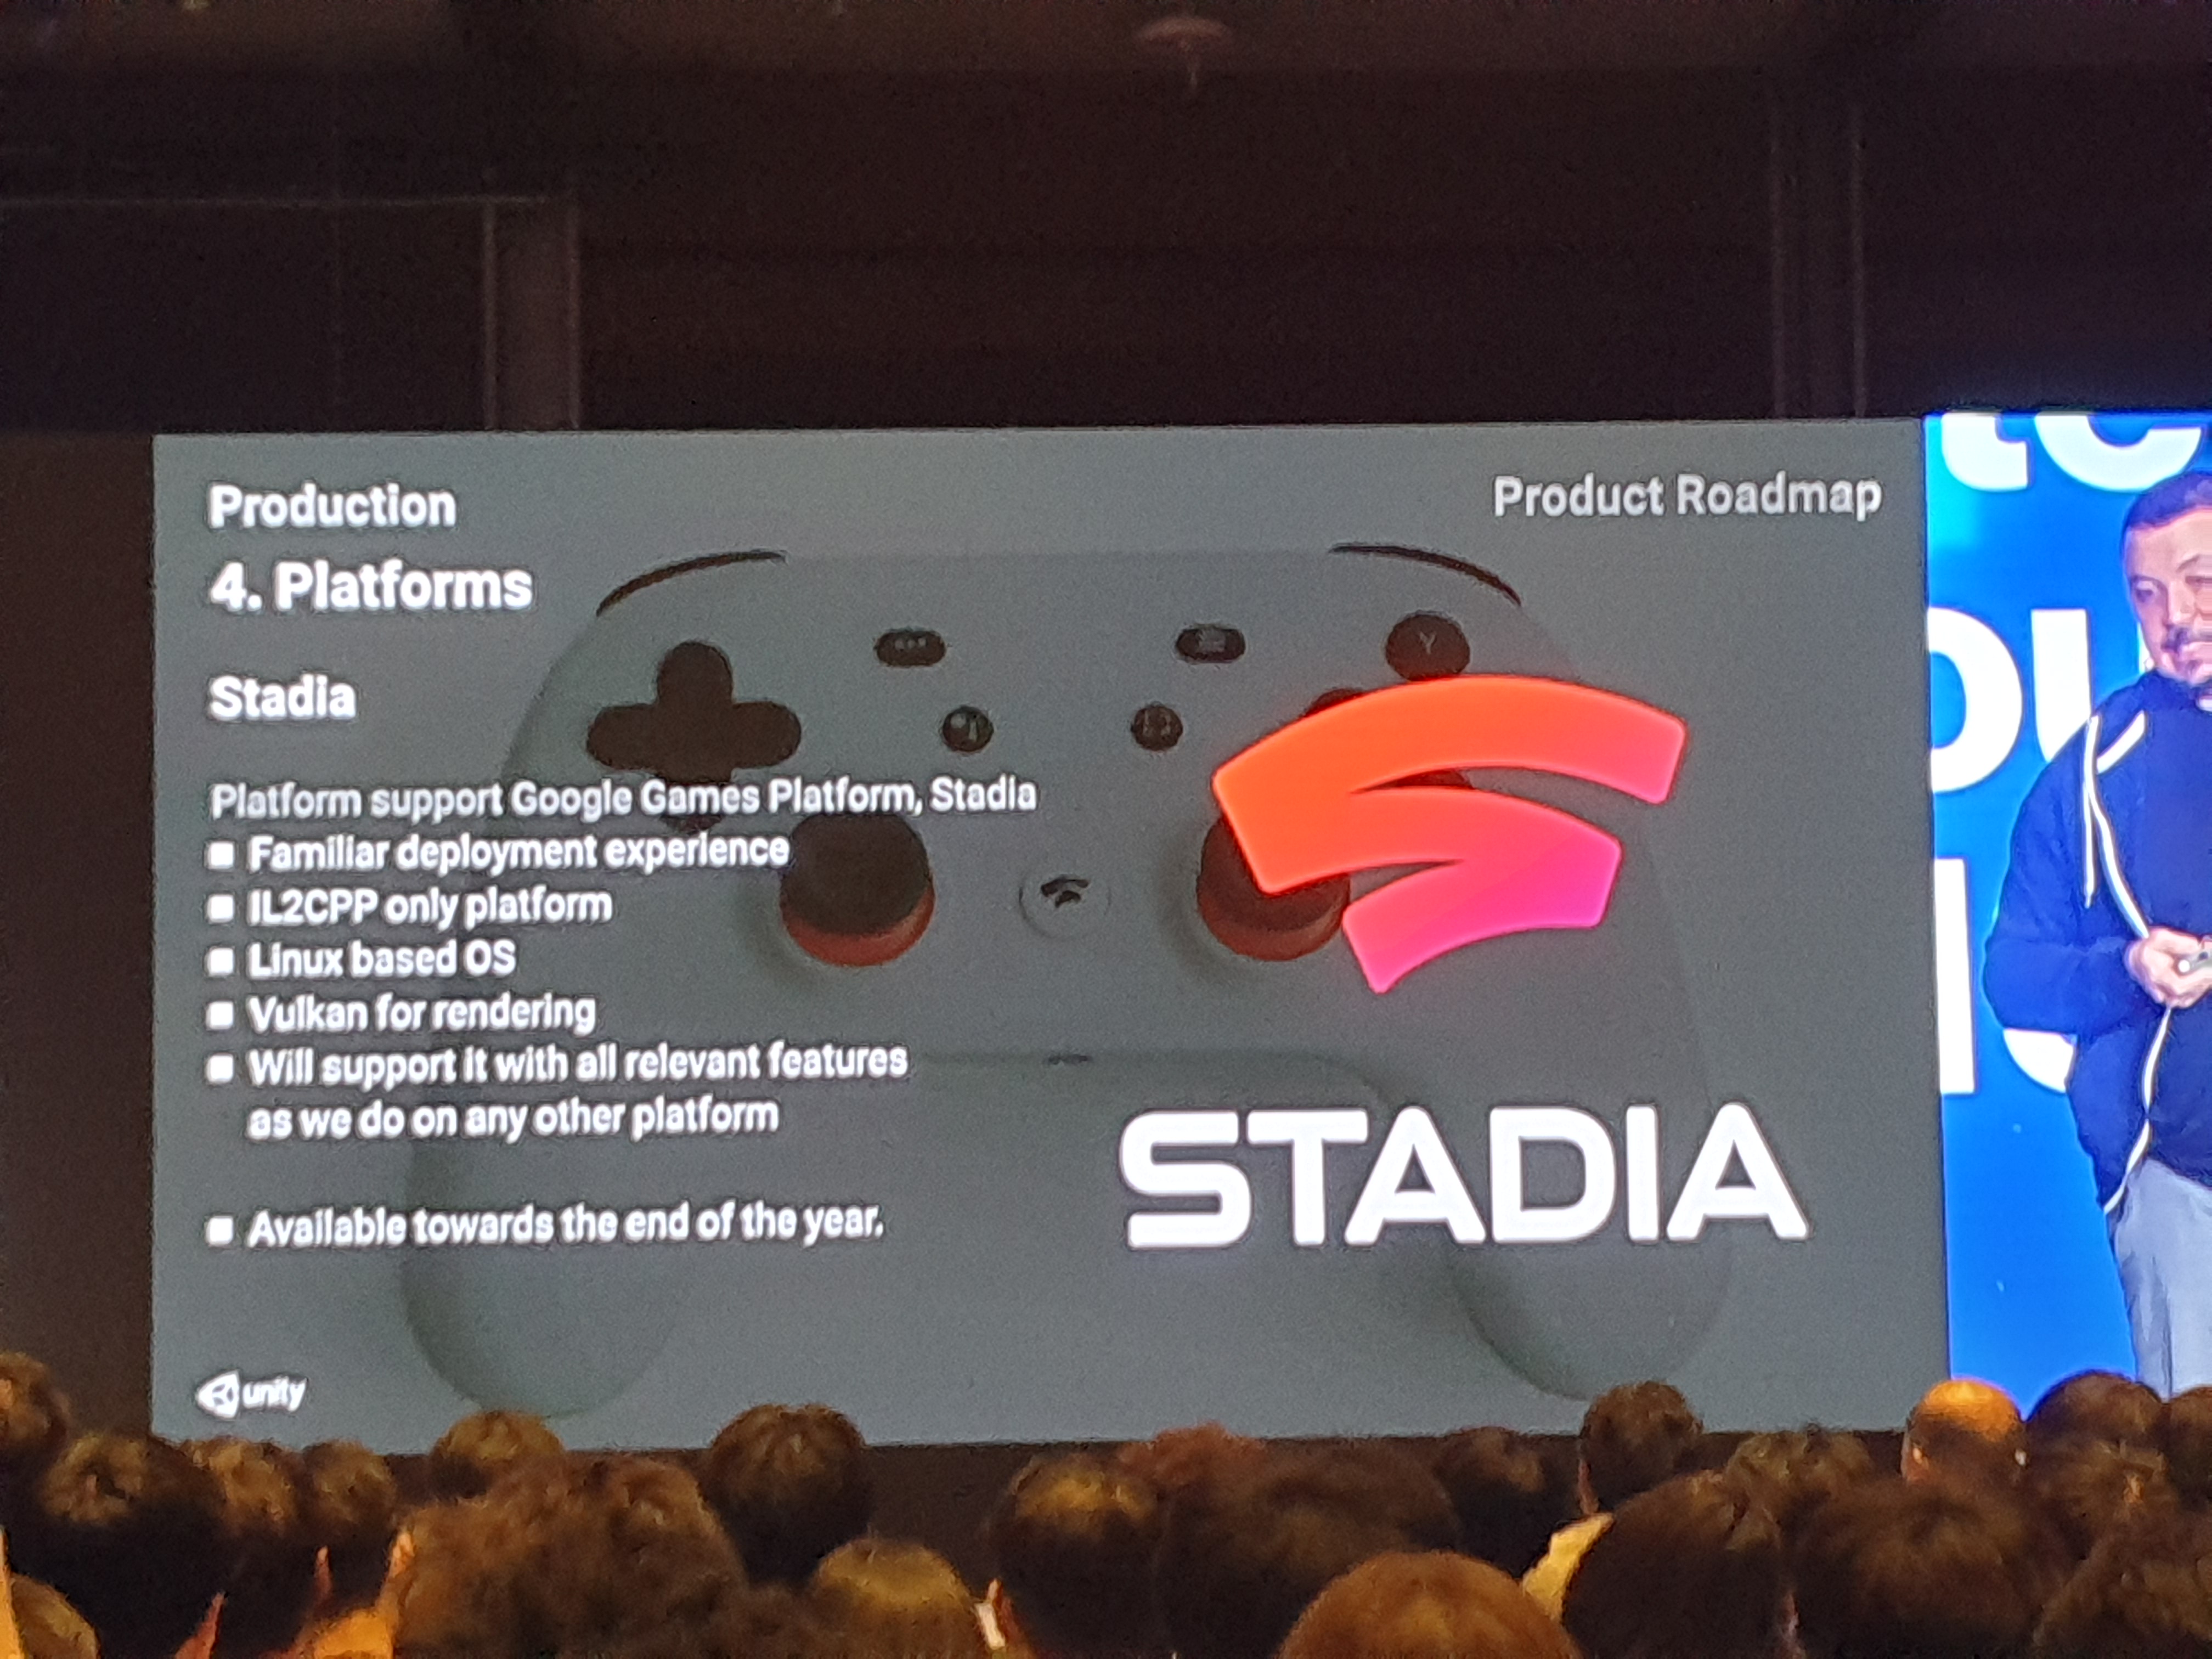 Production
Product Roadmap
4. Platforms
Stadia
Platform support Google Games Platform, Stadia
Familiar deployment experience
IL2CPP only platform
Linux based OS
Vulkan for rendering
Will support it with all relevant features
as we do on any other platform
Available towards the end of the year.
STADIA
unity
Y